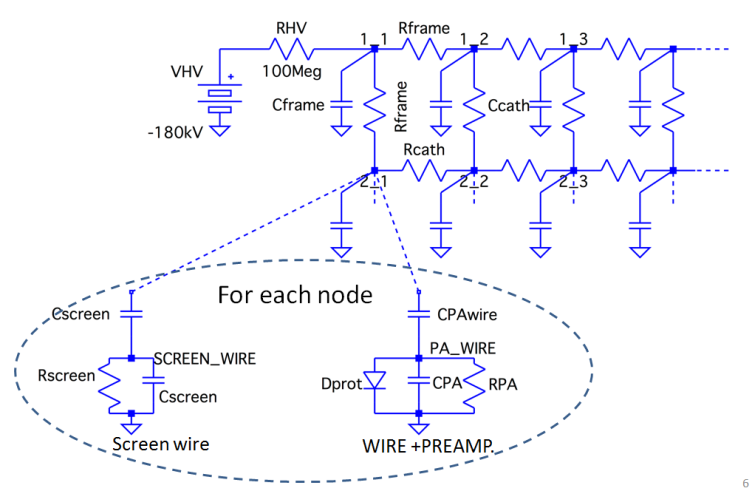 RHV
1_1
Rframe
1_2
1_3
VHV
+
100Meg
-180kV
Cframe
Rframe
Ccath
Rcath
2_1
2_2
2_3
For each node
Cscreen
CPAwire
SCREEN_WIRE
PA_WIRE
Rscreen
Cscreen
Dprot
CPA
RPA
Screen wire
WIRE +PREAMP.
6